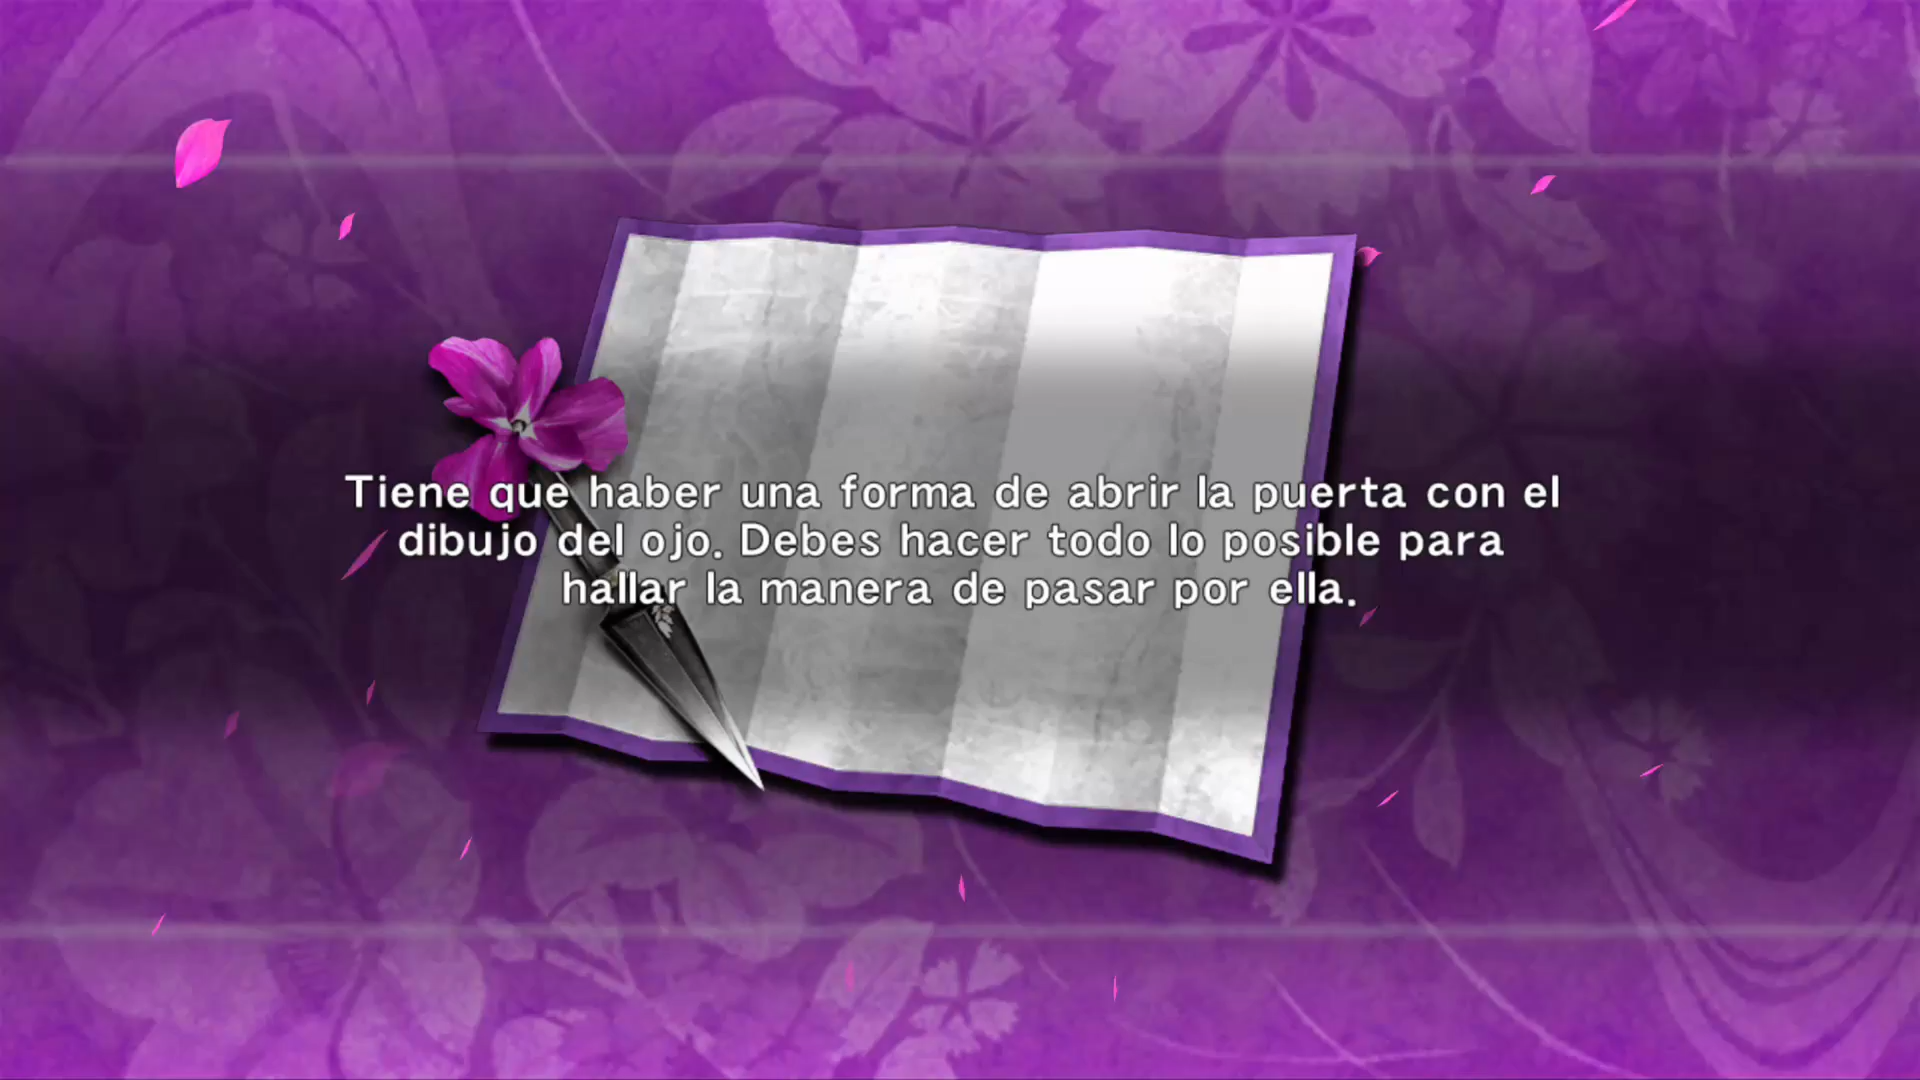 Tiene que haber una forma de abrir la puerta con el
dibujo del ojo. Debes hacer todo lo posible para
hallar la manera de pasar por ella.